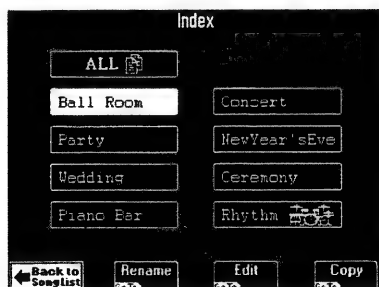 Index
ALL
Ball Room
Concert
Party
NewYear'sEve
Wedding
Ceremony
Piano Bar
Rhythm
Back to
Songlist
Rename
Edit
Copy